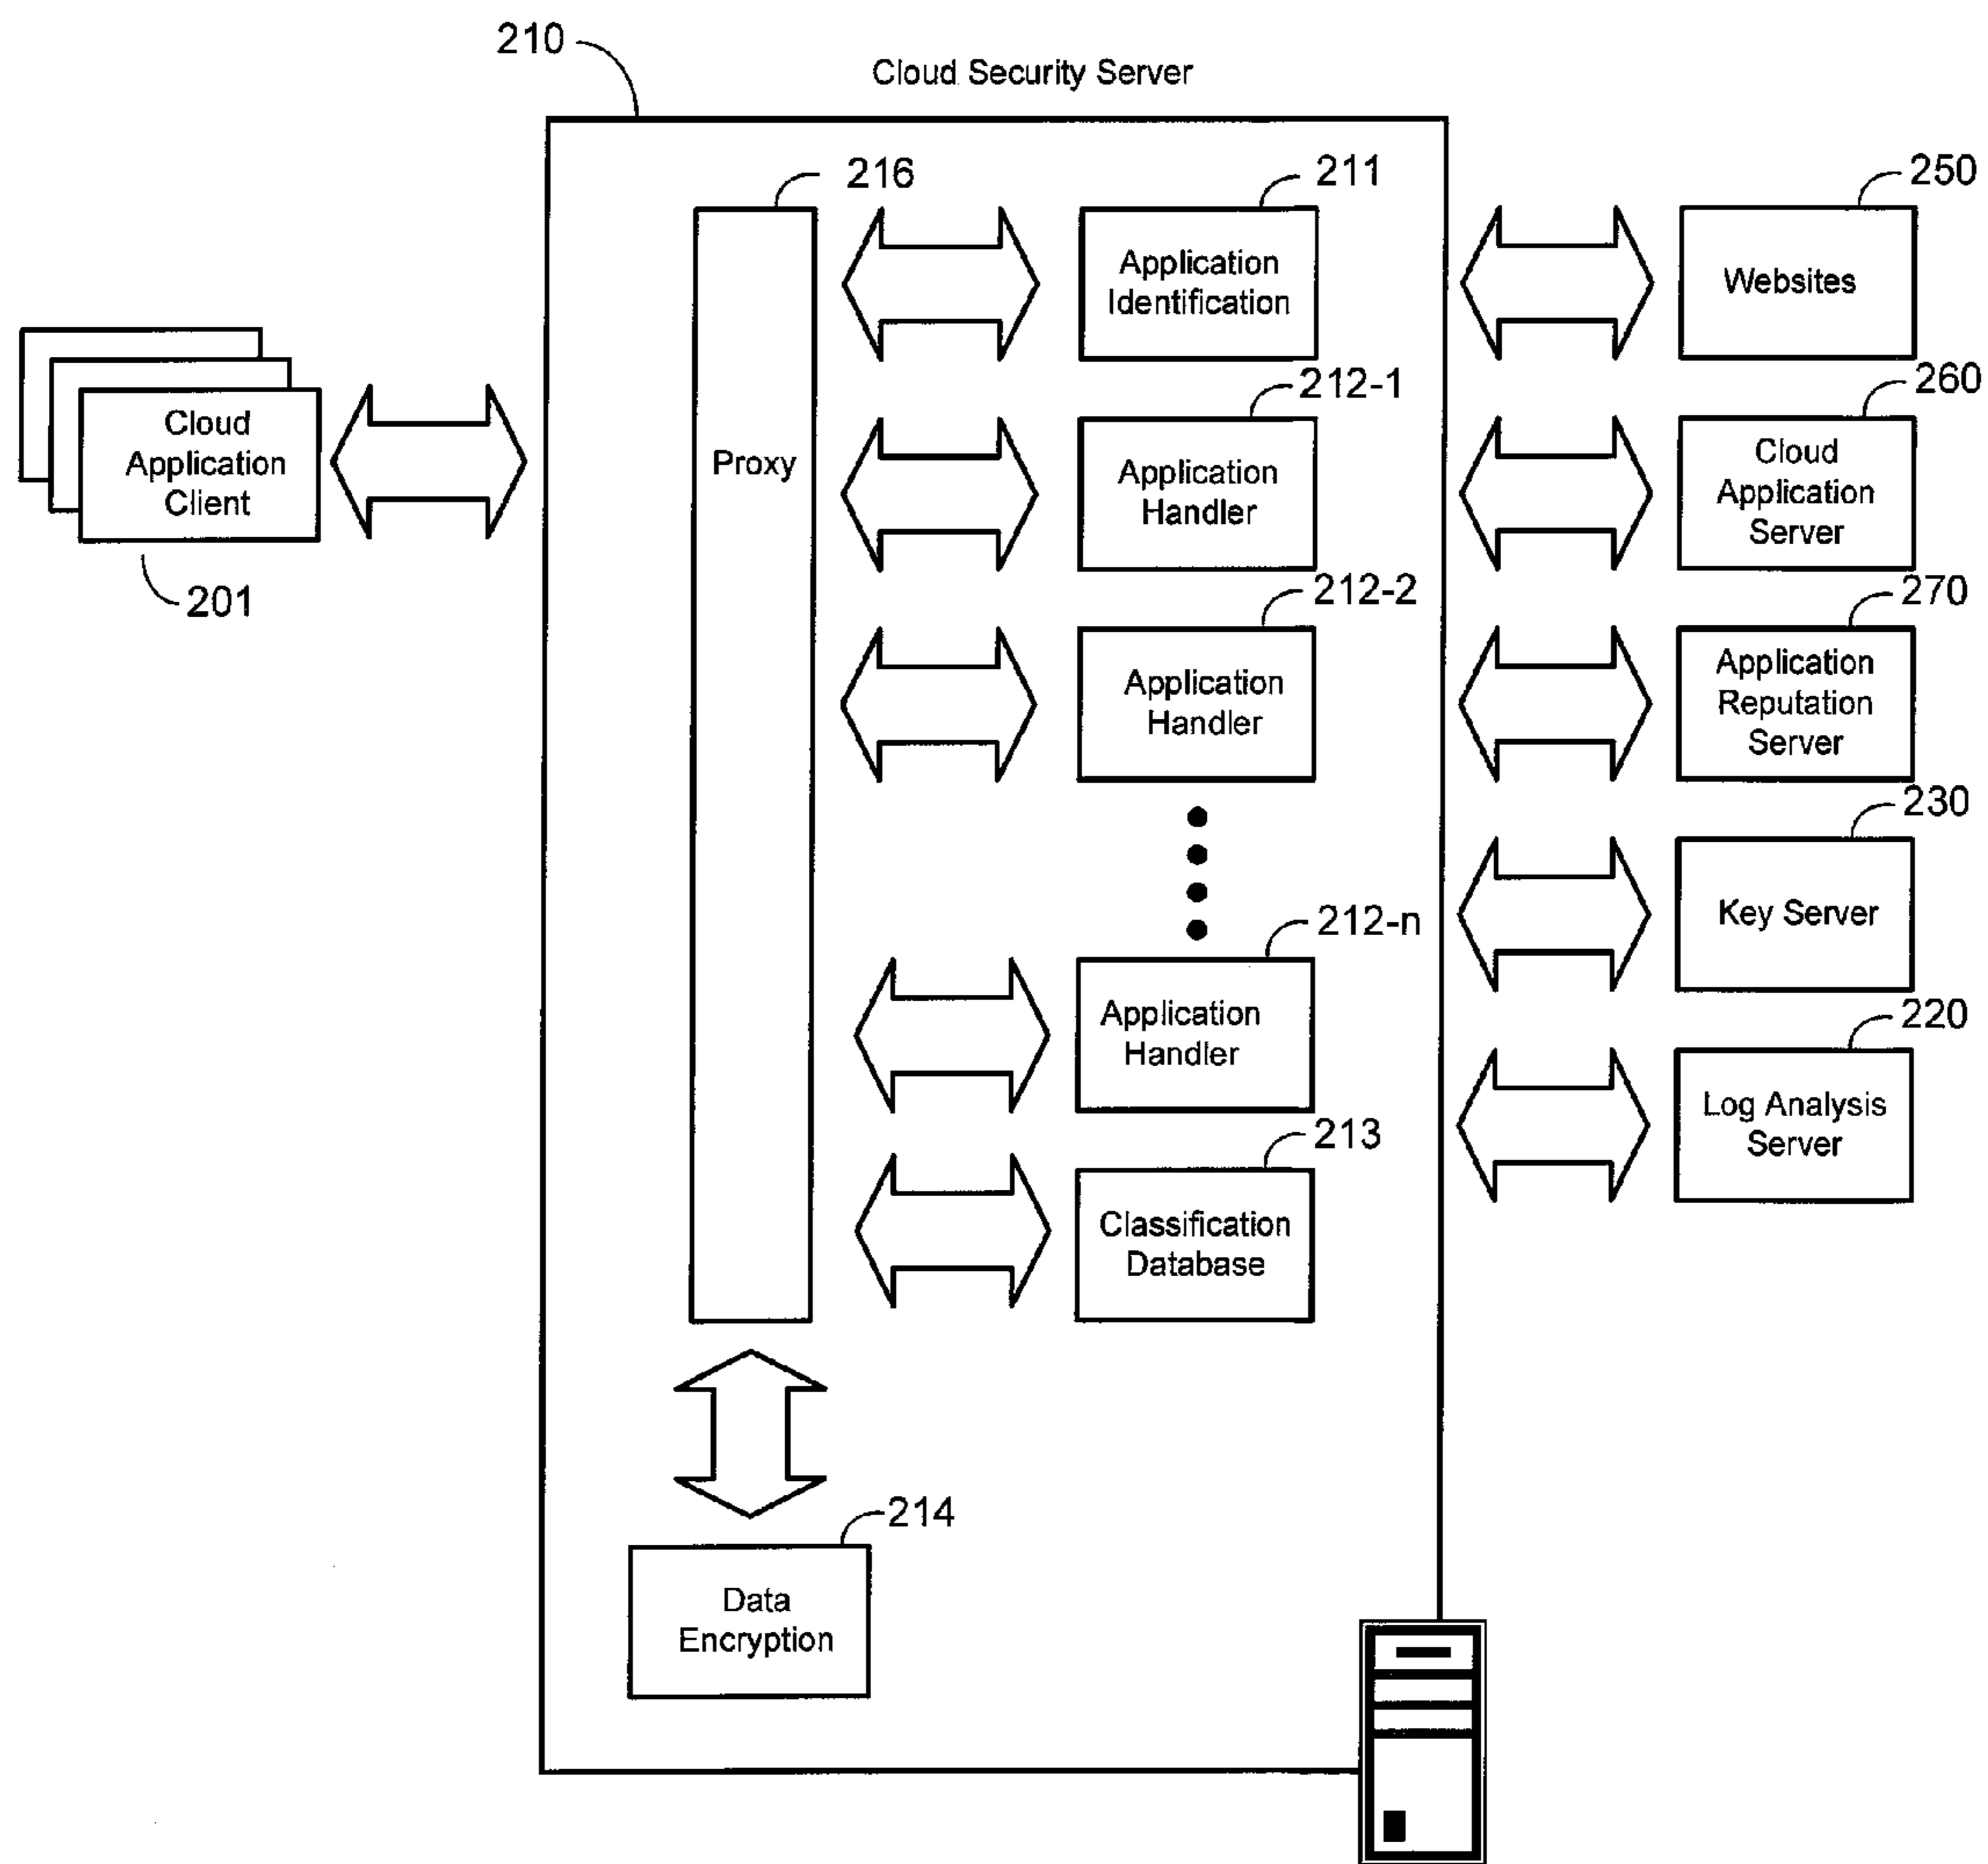 210
Cloud Security Server
216
211
250
Application
Identification
Websites
212-1
260
Cloud
Application
Client
Proxy
Application
Handler
Cloud
Application
Server
201
212-2
270
Application
Handler
Application
Reputation
Server
230
Key Server
212-n
Application
Handler
220
Log Analysis
Server
213
Classification
Database
214
Data
Encryption